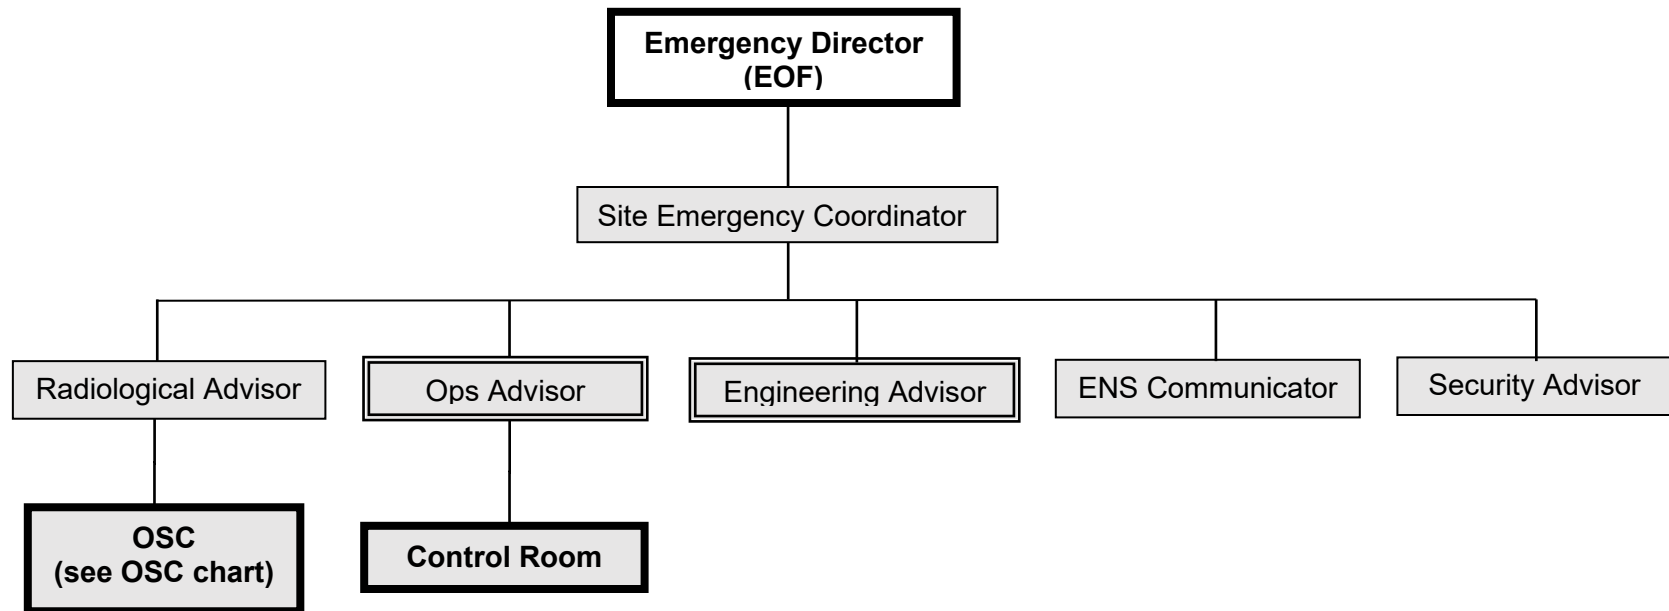 Emergency Director
(EOF)
Site Emergency Coordinator
Radiological Advisor
Ops Advisor
Engineering Advisor
ENS Communicator
Security Advisor
OSC
(see OSC chart)
Control Room